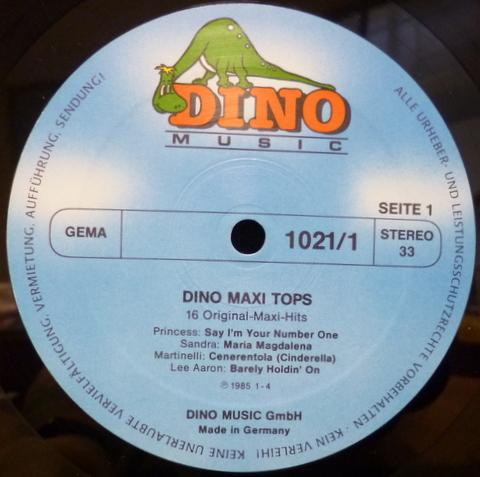 DINO
MUSIC
SEITE 1
GEMA
1021/1
STEREO
33
DINO MAXI TOPS
16 Original-Maxi-Hits
Princess: Say I'm Your Number One
Sandra: Maria Magdalena
Martinelli: Cenerentola (Cinderella)
Lee Aaron: Barely Holdin' On
℗ 1985 1 - 4
DINO MUSIC GmbH
Made in Germany
ALLE URHEBER- UND LEISTUNGSSCHUTZRECHTE VORBEHALTEN · KEIN VERLEIH! KEINE UNERLAUBTE VERVIELFÄLTIGUNG, VERMIETUNG, AUFFÜHRUNG, SENDUNG!